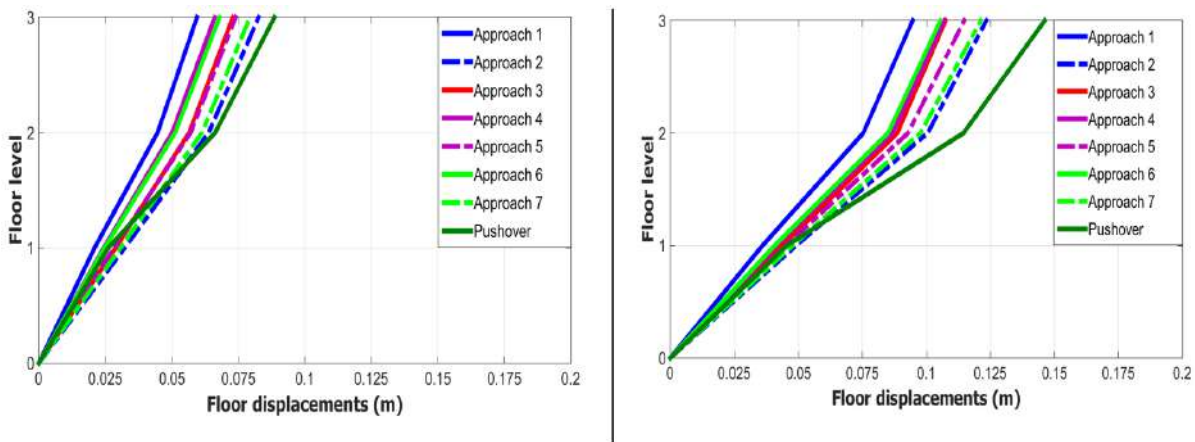 3
2
1
0
Floor level
0 0.025 0.05 0.075 0.1 0.125 0.15 0.175 0.2
Floor displacements (m)
Approach 1
Approach 2
Approach 3
Approach 4
Approach 5
Approach 6
Approach 7
Pushover
3
2
1
0
Floor level
0 0.025 0.05 0.075 0.1 0.125 0.15 0.175 0.2
Floor displacements (m)
Approach 1
Approach 2
Approach 3
Approach 4
Approach 5
Approach 6
Approach 7
Pushover